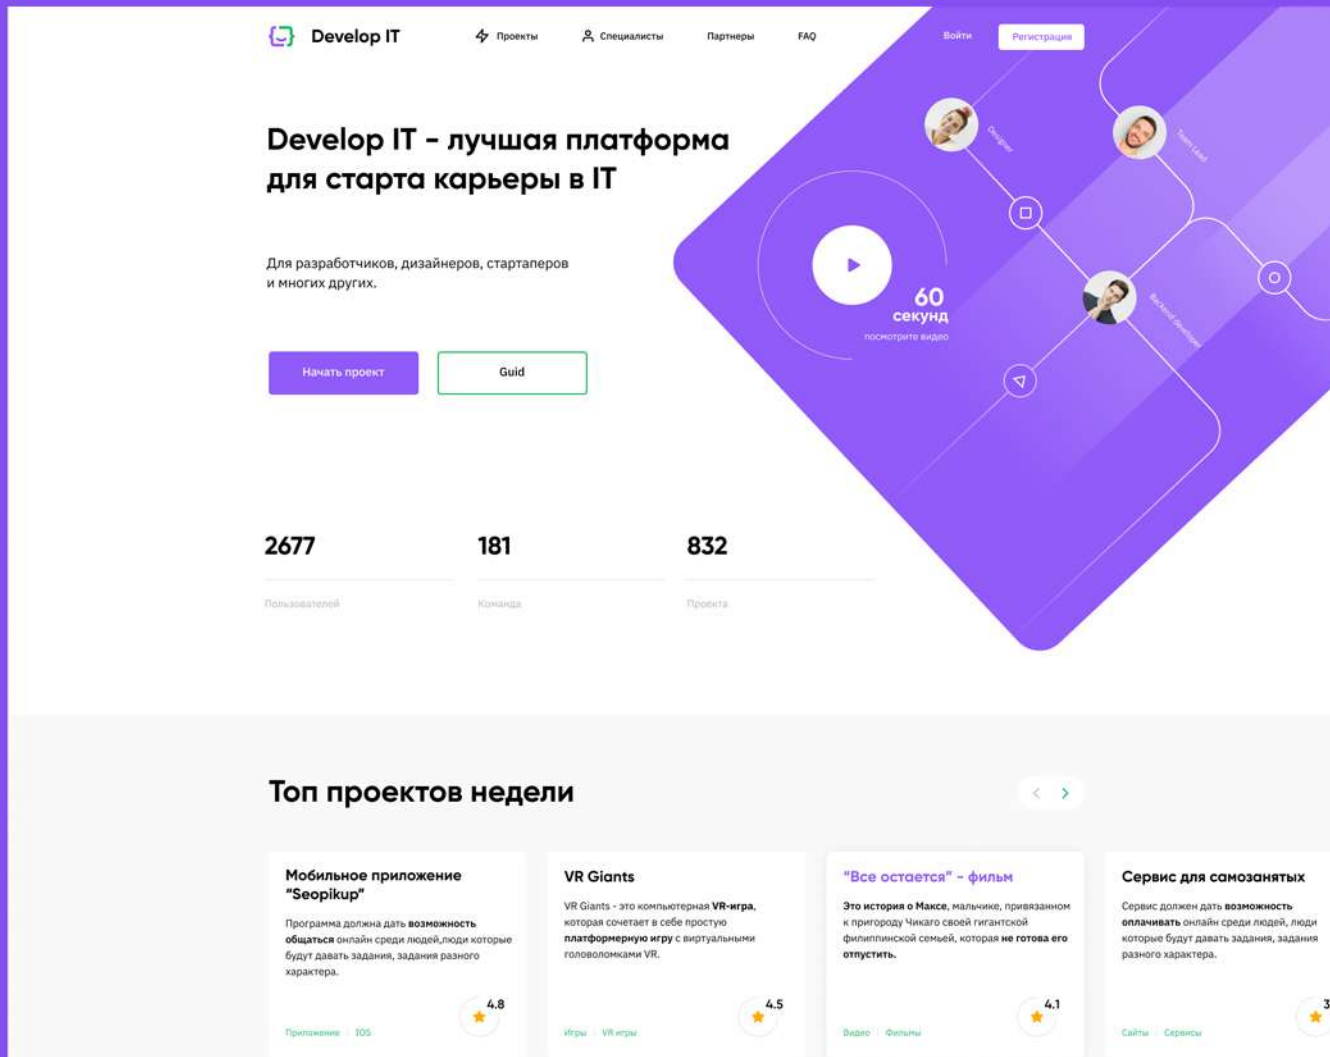 Develop IT
Проекты
Специалисты
Партнеры
FAQ
Войти
Регистрация
Develop IT - лучшая платформа
для старта карьеры в IT
Для разработчиков, дизайнеров, стартаперов
и многих других.
Начать проект
Guid
Designer
Team Lead
Backend developer
60
секунд
посмотрите видео
2677
181
832
Пользователей
Команда
Проекта
Топ проектов недели
Мобильное приложение
“Seopikup”
Программа должна дать возможность
общаться онлайн среди людей,люди которые
будут давать задания, задания разного
характера.
4.8
Приложение
IOS
VR Giants
VR Giants - это компьютерная VR-игра,
которая сочетает в себе простую
платформерную игру с виртуальными
головоломками VR.
4.5
Игры
VR игры
“Все остается” - фильм
Это история о Максе, мальчике, привязанном
к пригороду Чикаго своей гигантской
филиппинской семьей, которая не готова его
отпустить.
4.1
Видео
Фильмы
Сервис для самозанятых
Сервис должен дать возможность
оплачивать онлайн среди людей, люди
которые будут давать задания, задания
разного характера.
3
Сайты
Сервисы